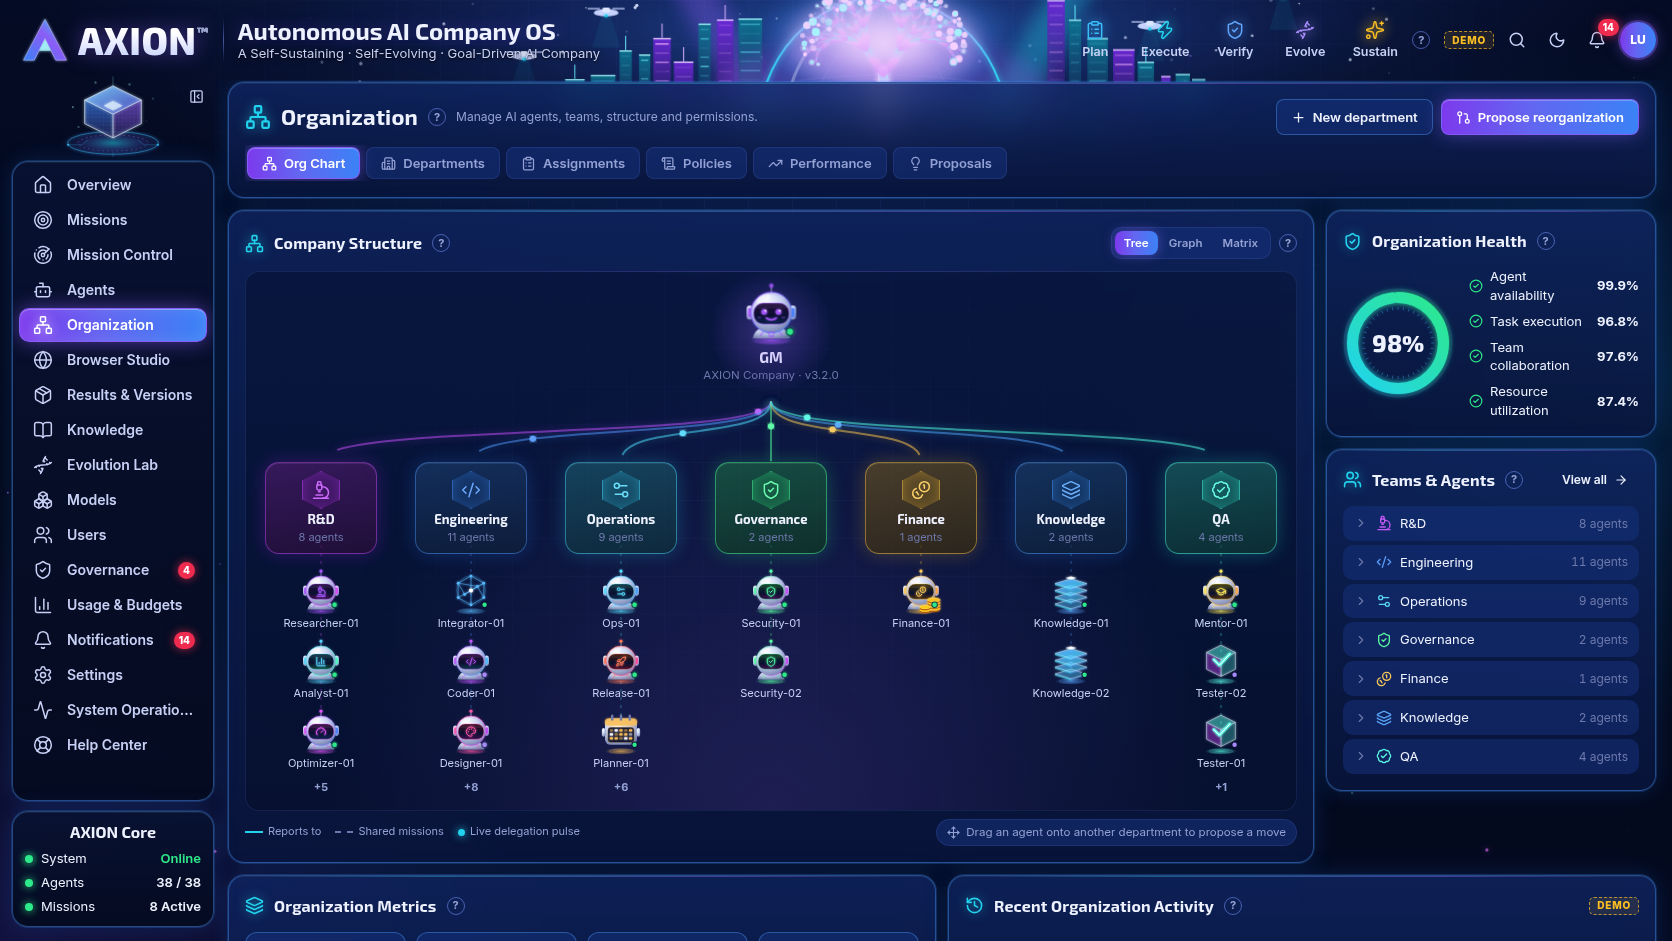 AXION™
Autonomous AI Company OS
A Self-Sustaining · Self-Evolving · Goal-Driven AI Company
Plan
Execute
Verify
Evolve
Sustain
?
DEMO
14
LU
Overview
Missions
Mission Control
Agents
Organization
Browser Studio
Results & Versions
Knowledge
Evolution Lab
Models
Users
Governance 4
Usage & Budgets
Notifications 14
Settings
System Operatio...
Help Center
AXION Core
System Online
Agents 38 / 38
Missions 8 Active
Organization ? Manage AI agents, teams, structure and permissions.
New department
Propose reorganization
Org Chart
Departments
Assignments
Policies
Performance
Proposals
Company Structure ?
Tree Graph Matrix ?
GM
AXION Company · v3.2.0
R&D
8 agents
Engineering
11 agents
Operations
9 agents
Governance
2 agents
Finance
1 agents
Knowledge
2 agents
QA
4 agents
Researcher-01 Integrator-01 Ops-01 Security-01 Finance-01 Knowledge-01 Mentor-01
Analyst-01 Coder-01 Release-01 Security-02 Knowledge-02 Tester-02
Optimizer-01 Designer-01 Planner-01 Tester-01
+5 +8 +6 +1
Reports to Shared missions Live delegation pulse
Drag an agent onto another department to propose a move
Organization Health ?
98%
Agent availability 99.9%
Task execution 96.8%
Team collaboration 97.6%
Resource utilization 87.4%
Teams & Agents ? View all
R&D 8 agents
Engineering 11 agents
Operations 9 agents
Governance 2 agents
Finance 1 agents
Knowledge 2 agents
QA 4 agents
Organization Metrics ?
Recent Organization Activity ? DEMO